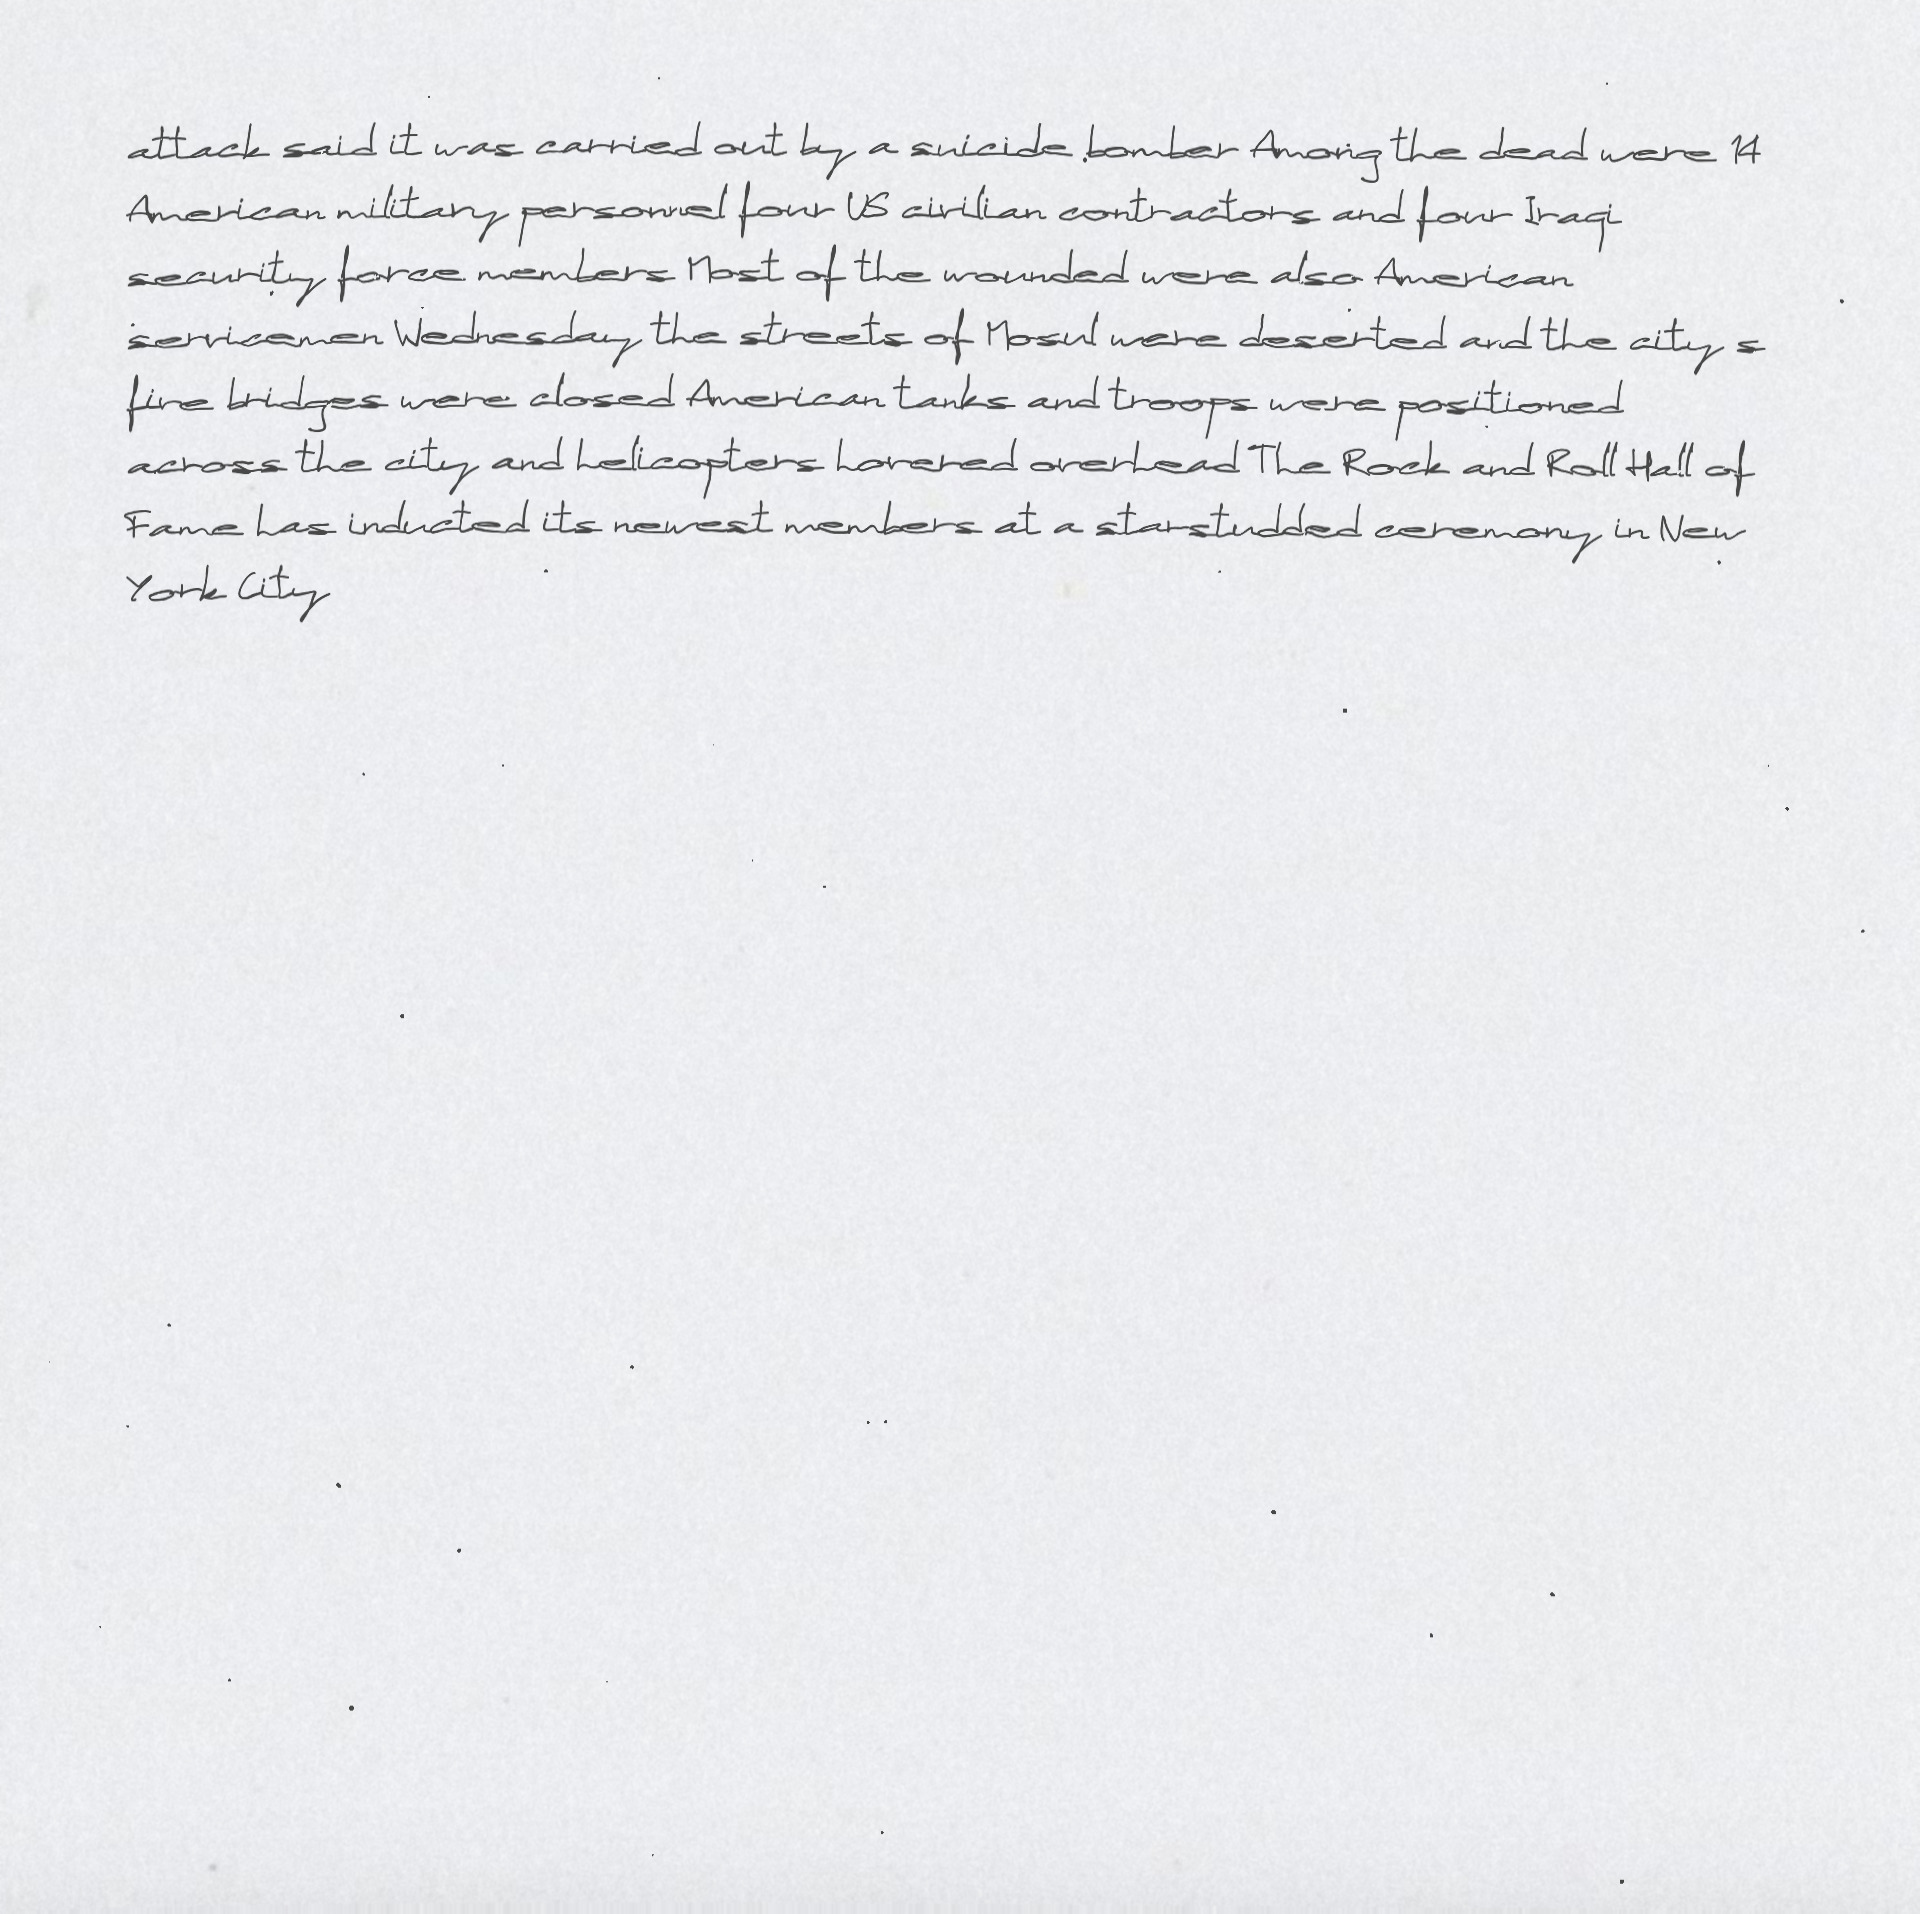 attack said it was carried out by a suicide bomber Among the dead were 14
American military personnel four US civilian contractors and four Iraqi
security force members Most of the wounded were also American
servicemen Wednesday the streets of Mosul were deserted and the city s
five bridges were closed American tanks and troops were positioned
across the city and helicopters hovered overhead The Rock and Roll Hall of
Fame has inducted its newest members at a starstudded ceremony in New
York City